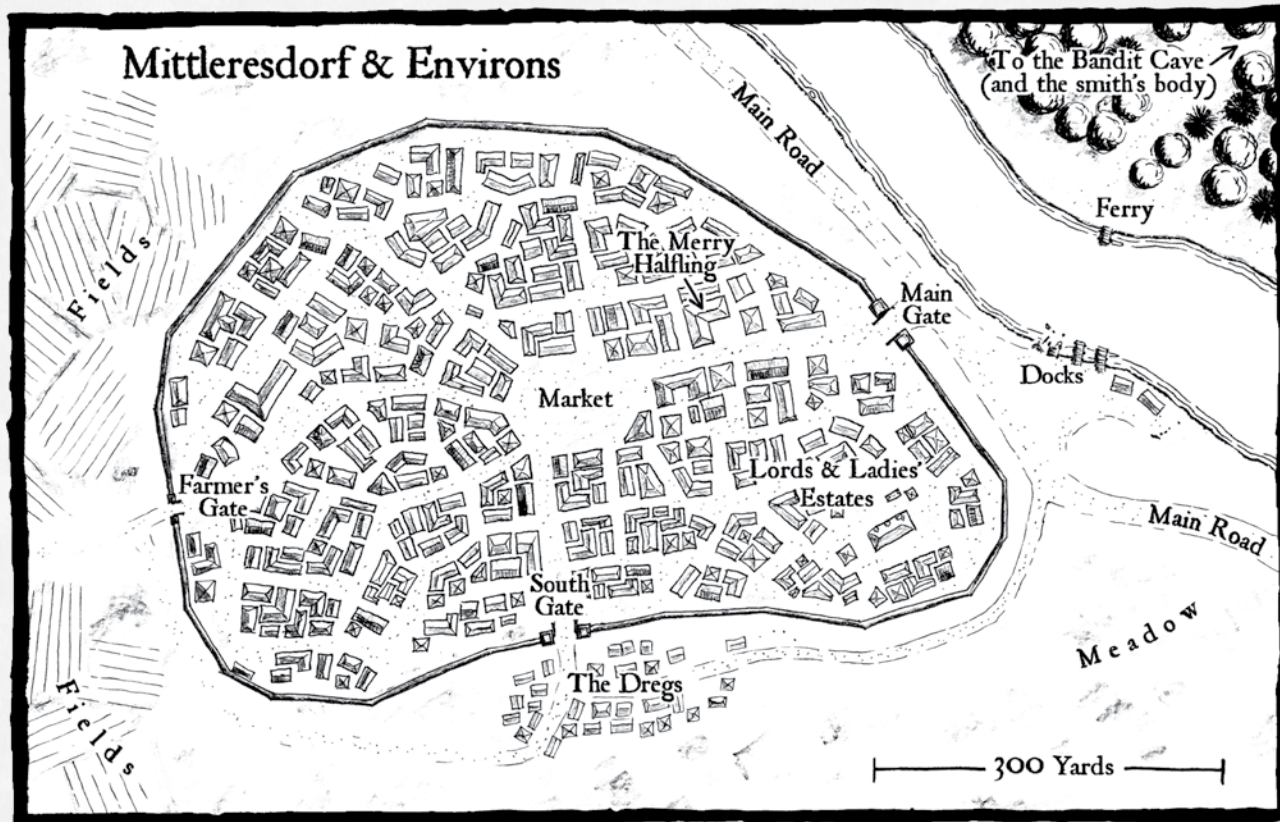 Mittleresdorf & Environs
To the Bandit Cave
(and the smith's body)
Main Road
Ferry
Fields
The Merry
Halfling
Main
Gate
Docks
Market
Lords & Ladies'
Estates
Farmer's
Gate
Main Road
South
Gate
Meadow
The Dregs
Fields
300 Yards